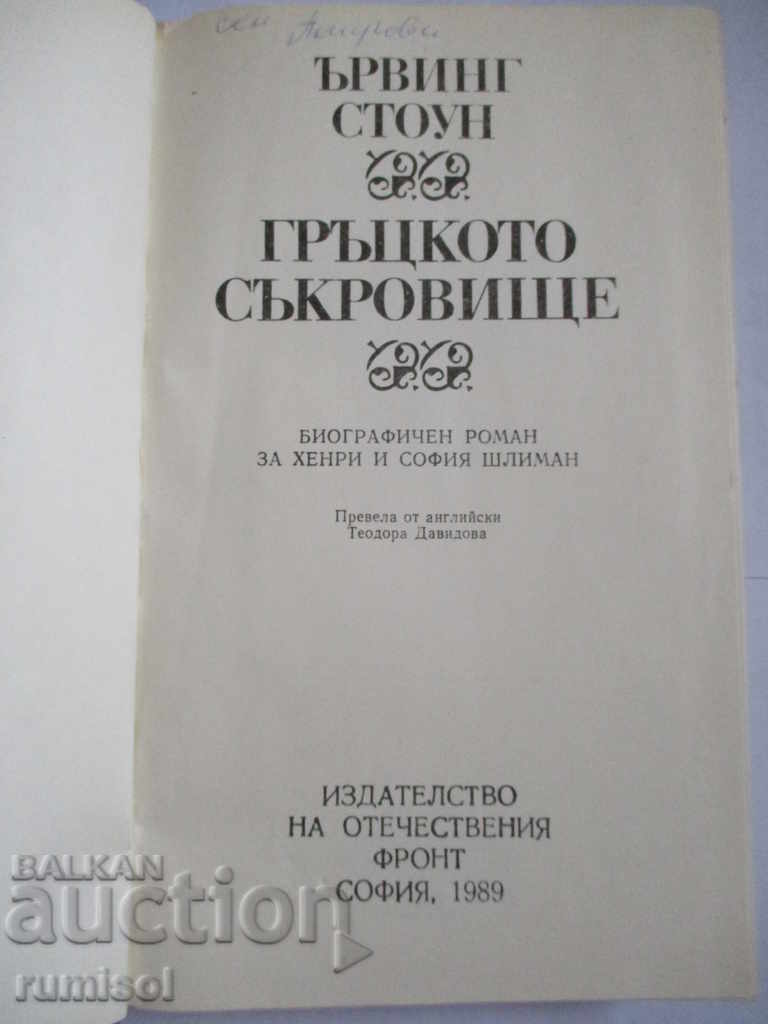 ЪРВИНГ
СТОУН
ГРЪЦКОТО
СЪКРОВИЩЕ
БИОГРАФИЧЕН РОМАН
ЗА ХЕНРИ И СОФИЯ ШЛИМАН
Превела от английски
Теодора Давидова
ИЗДАТЕЛСТВО
НА ОТЕЧЕСТВЕНИЯ
ФРОНТ
СОФИЯ, 1989
BALKAN
auction
rumisol